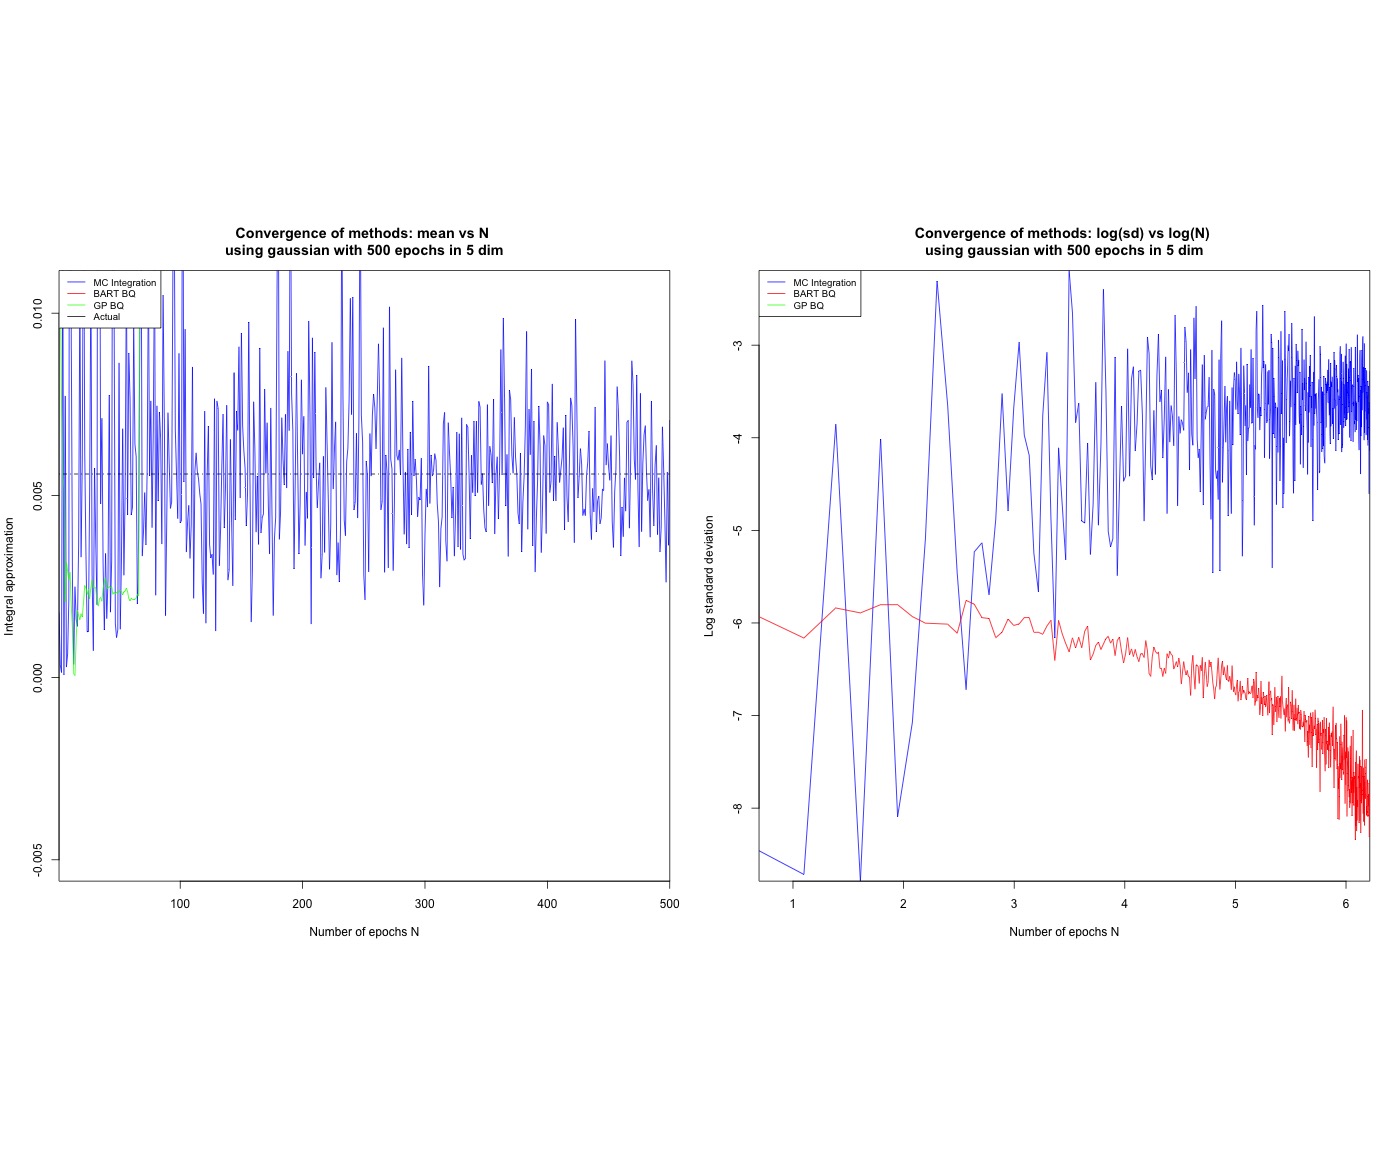 Convergence of methods: mean vs N
using gaussian with 500 epochs in 5 dim
MC Integration
BART BQ
GP BQ
Actual
Integral approximation
0.010
0.005
0.000
-0.005
100
200
300
400
500
Number of epochs N
Convergence of methods: log(sd) vs log(N)
using gaussian with 500 epochs in 5 dim
MC Integration
BART BQ
GP BQ
Log standard deviation
-3
-4
-5
-6
-7
-8
1
2
3
4
5
6
Number of epochs N